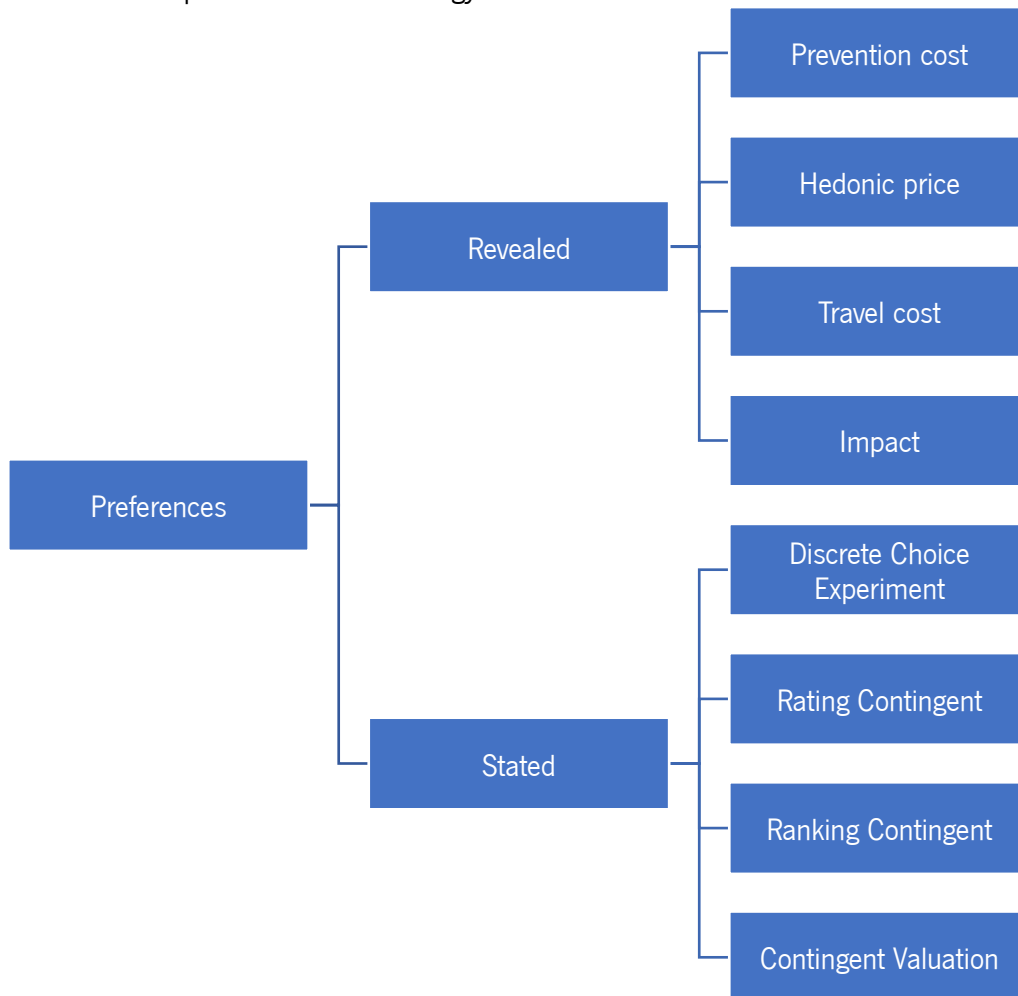 Prevention cost
Hedonic price
Revealed
Travel cost
Impact
Preferences
Discrete Choice
Experiment
Rating Contingent
Stated
Ranking Contingent
Contingent Valuation